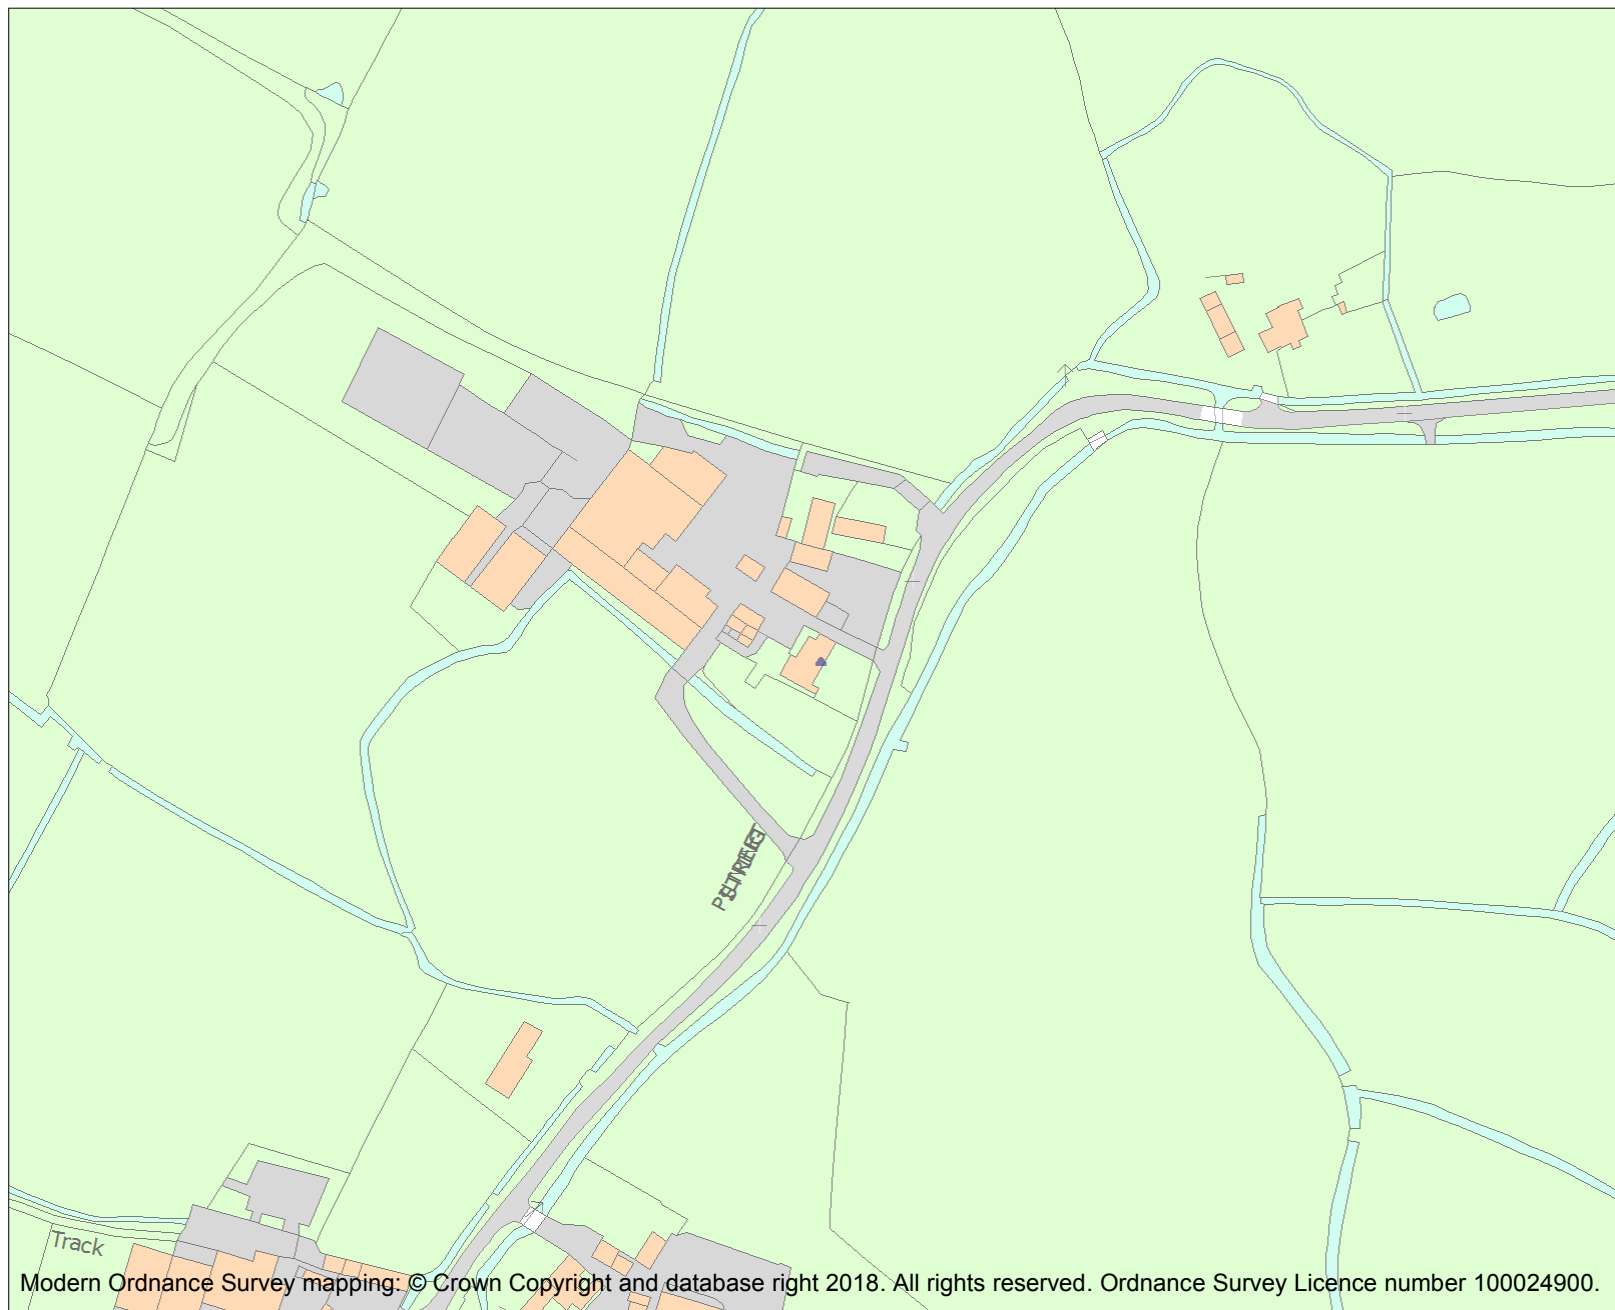 Track
Modern Ordnance Survey mapping: © Crown Copyright and database right 2018. All rights reserved. Ordnance Survey Licence number 100024900.